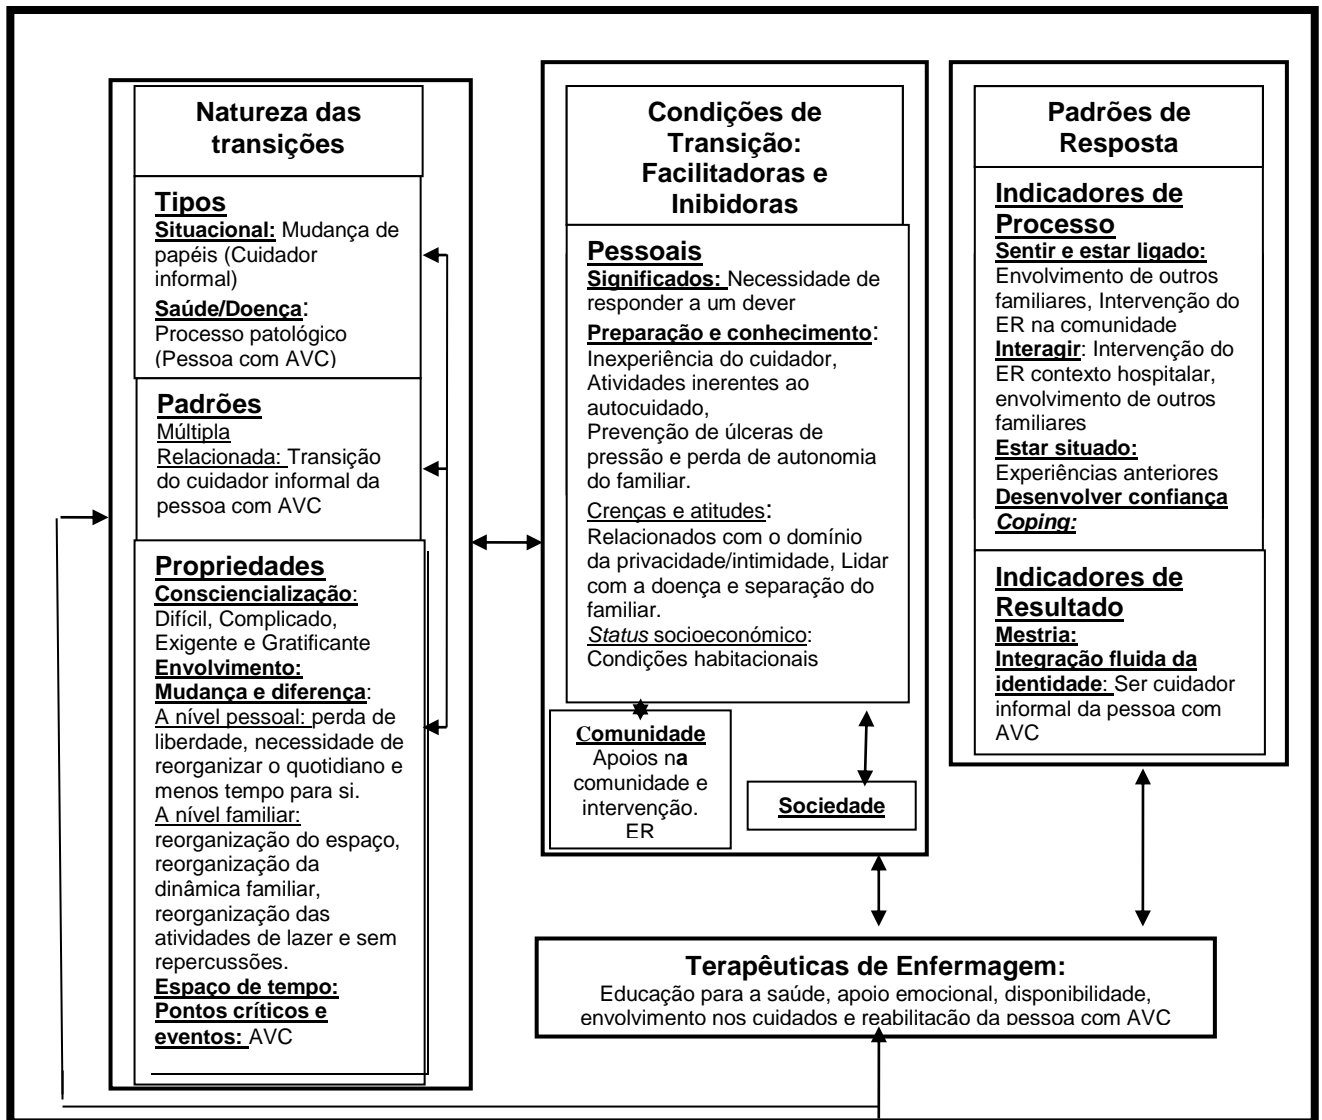 Natureza das
transições
Tipos
Situacional: Mudança de
papéis (Cuidador
informal)
Saúde/Doença:
Processo patológico
(Pessoa com AVC)
Padrões
Múltipla
Relacionada: Transição
do cuidador informal da
pessoa com AVC
Propriedades
Consciencialização:
Difícil, Complicado,
Exigente e Gratificante
Envolvimento:
Mudança e diferença:
A nível pessoal: perda de
liberdade, necessidade de
reorganizar o quotidiano e
menos tempo para si.
A nível familiar:
reorganização do espaço,
reorganização da
dinâmica familiar,
reorganização das
atividades de lazer e sem
repercussões.
Espaço de tempo:
Pontos críticos e
eventos: AVC
Condições de
Transição:
Facilitadoras e
Inibidoras
Pessoais
Significados: Necessidade de
responder a um dever
Preparação e conhecimento:
Inexperiência do cuidador,
Atividades inerentes ao
autocuidado,
Prevenção de úlceras de
pressão e perda de autonomia
do familiar.
Crenças e atitudes:
Relacionados com o domínio
da privacidade/intimidade, Lidar
com a doença e separação do
familiar.
Status socioeconómico:
Condições habitacionais
Comunidade
Apoios na
comunidade e
intervenção.
ER
Sociedade
Padrões de
Resposta
Indicadores de
Processo
Sentir e estar ligado:
Envolvimento de outros
familiares, Intervenção do
ER na comunidade
Interagir: Intervenção do
ER contexto hospitalar,
envolvimento de outros
familiares
Estar situado:
Experiências anteriores
Desenvolver confiança
Coping:
Indicadores de
Resultado
Mestria:
Integração fluida da
identidade: Ser cuidador
informal da pessoa com
AVC
Terapêuticas de Enfermagem:
Educação para a saúde, apoio emocional, disponibilidade,
envolvimento nos cuidados e reabilitação da pessoa com AVC